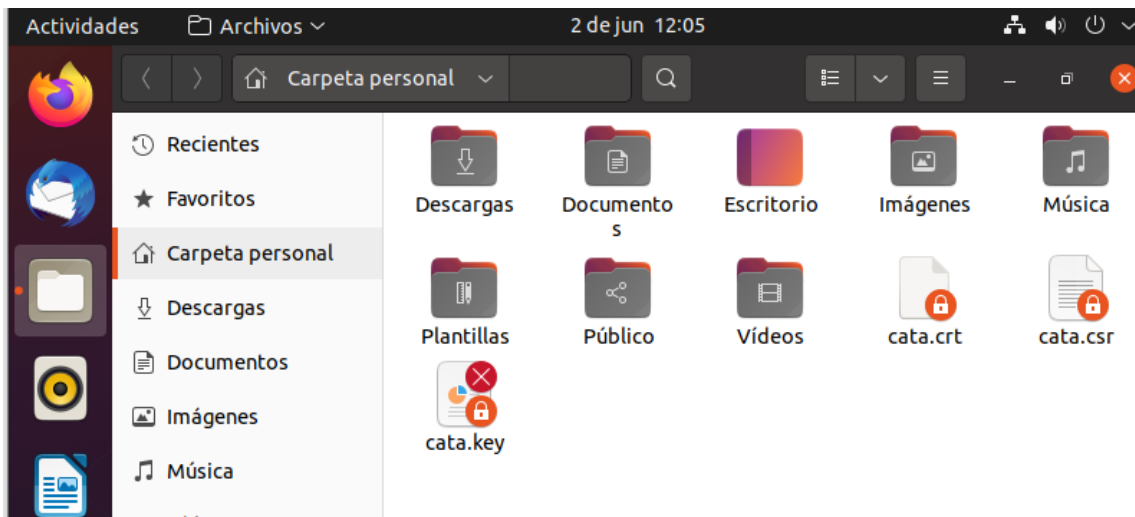 Actividades Archivos 2 de jun 12:05
Carpeta personal
Recientes
Favoritos
Carpeta personal
Descargas
Documentos
Imágenes
Música
Descargas Documento Escritorio Imágenes Música
s
Plantillas Público Vídeos cata.crt cata.csr
cata.key